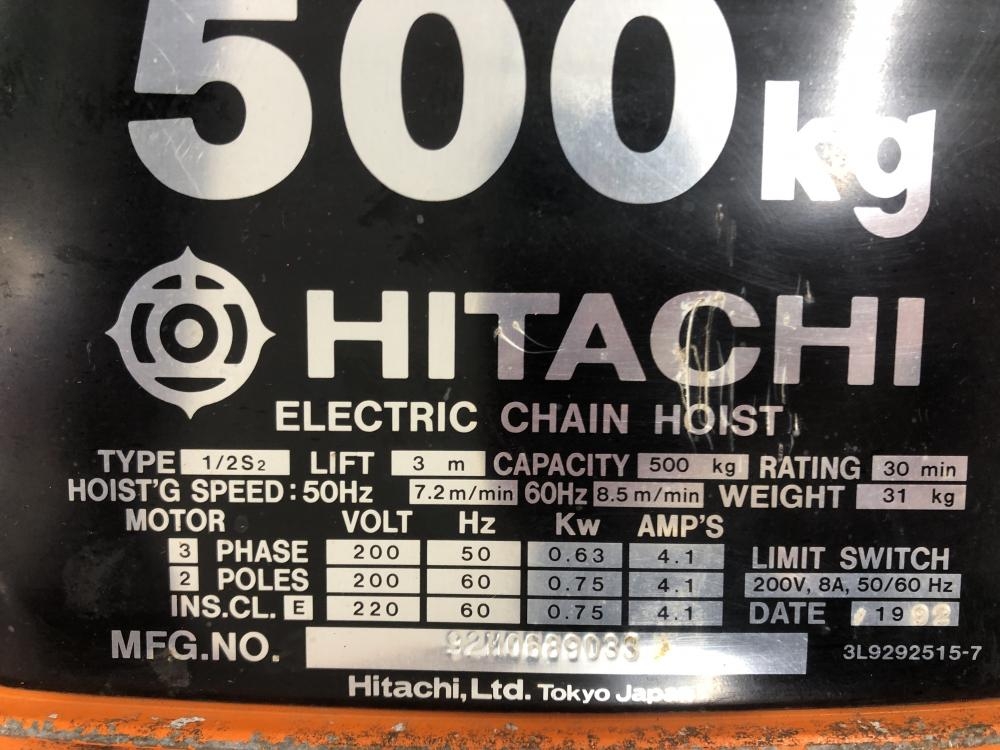 500kg
HITACHI
ELECTRIC CHAIN HOIST
TYPE 1/2S2 LIFT 3 m CAPACITY 500 kg RATING 30 min
HOIST'G SPEED: 50Hz 7.2 m/min 60Hz 8.5 m/min WEIGHT 31 kg
MOTOR VOLT Hz Kw AMP'S
3 PHASE 200 50 0.63 4.1 LIMIT SWITCH
2 POLES 200 60 0.75 4.1 200V, 8A, 50/60 Hz
INS.CL. E 220 60 0.75 4.1 DATE , 1992
MFG.NO. 3L9292515-7
Hitachi, Ltd. Tokyo Japan